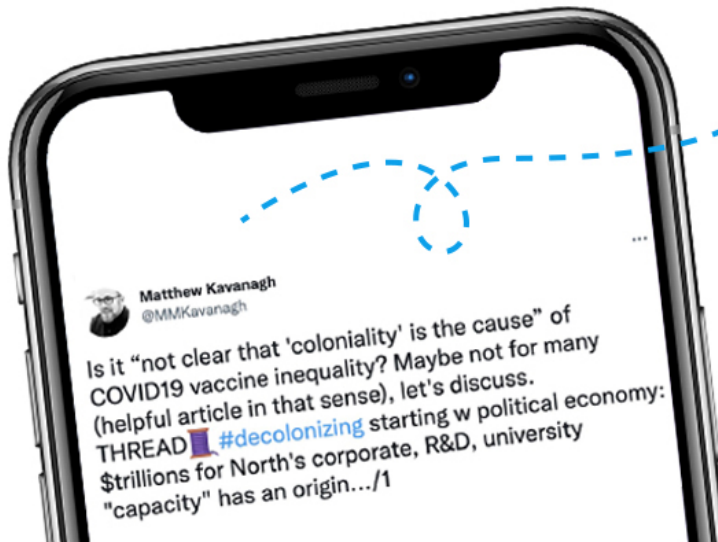 Matthew Kavanagh
@MMKavanagh
...
Is it “not clear that 'coloniality' is the cause” of
COVID19 vaccine inequality? Maybe not for many
(helpful article in that sense), let's discuss.
THREAD🧵#decolonizing starting w political economy:
$trillions for North's corporate, R&D, university
"capacity" has an origin.../1